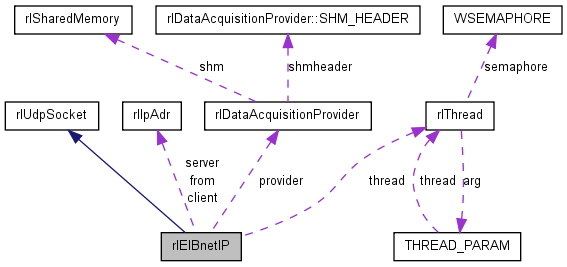 rlSharedMemory
rlDataAcquisitionProvider::SHM_HEADER
WSEMAPHORE
shm
shmheader
semaphore
rlUdpSocket
rlIpAdr
rlDataAcquisitionProvider
rlThread
server
from
client
provider
thread
thread
arg
rlEIBnetIP
THREAD_PARAM